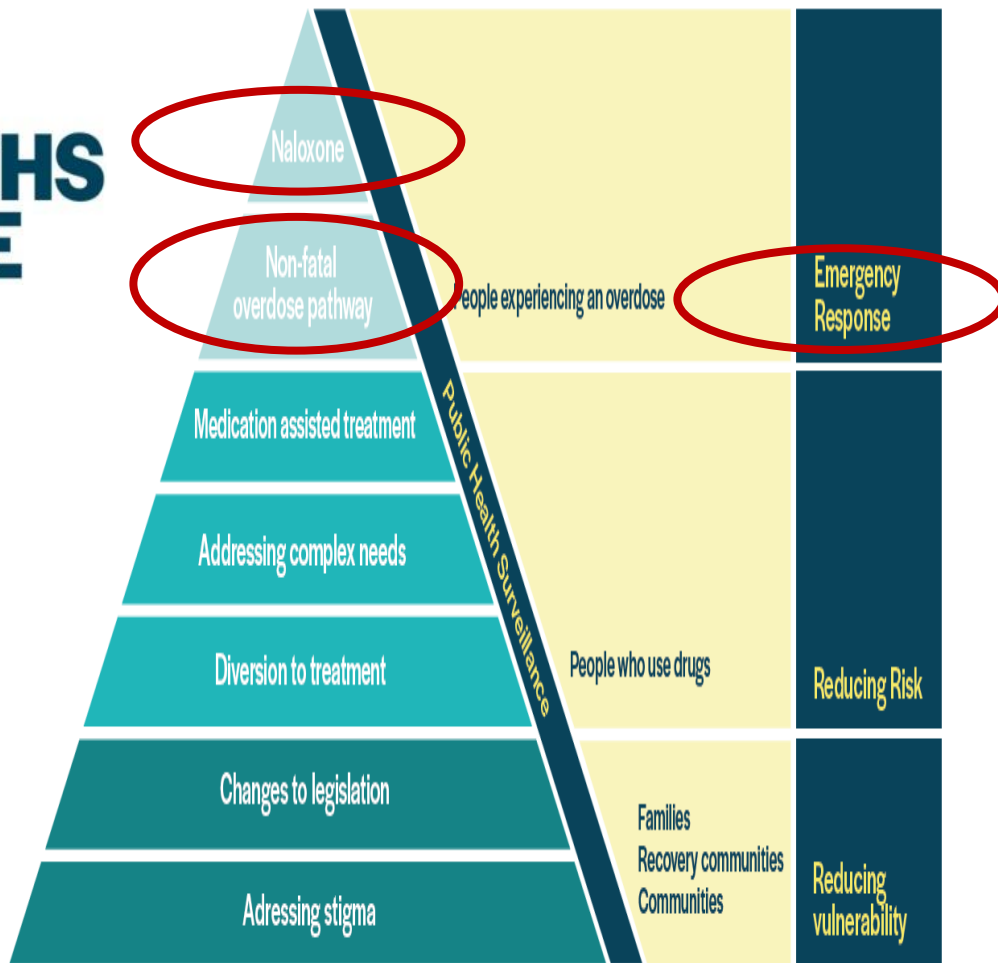 HS
E
Naloxone
Non-fatal
overdose pathway
People experiencing an overdose
Emergency
Response
Medication assisted treatment
Public Health Surveillance
Addressing complex needs
Diversion to treatment
People who use drugs
Reducing Risk
Changes to legislation
Families
Recovery communities
Communities
Adressing stigma
Reducing
vulnerability